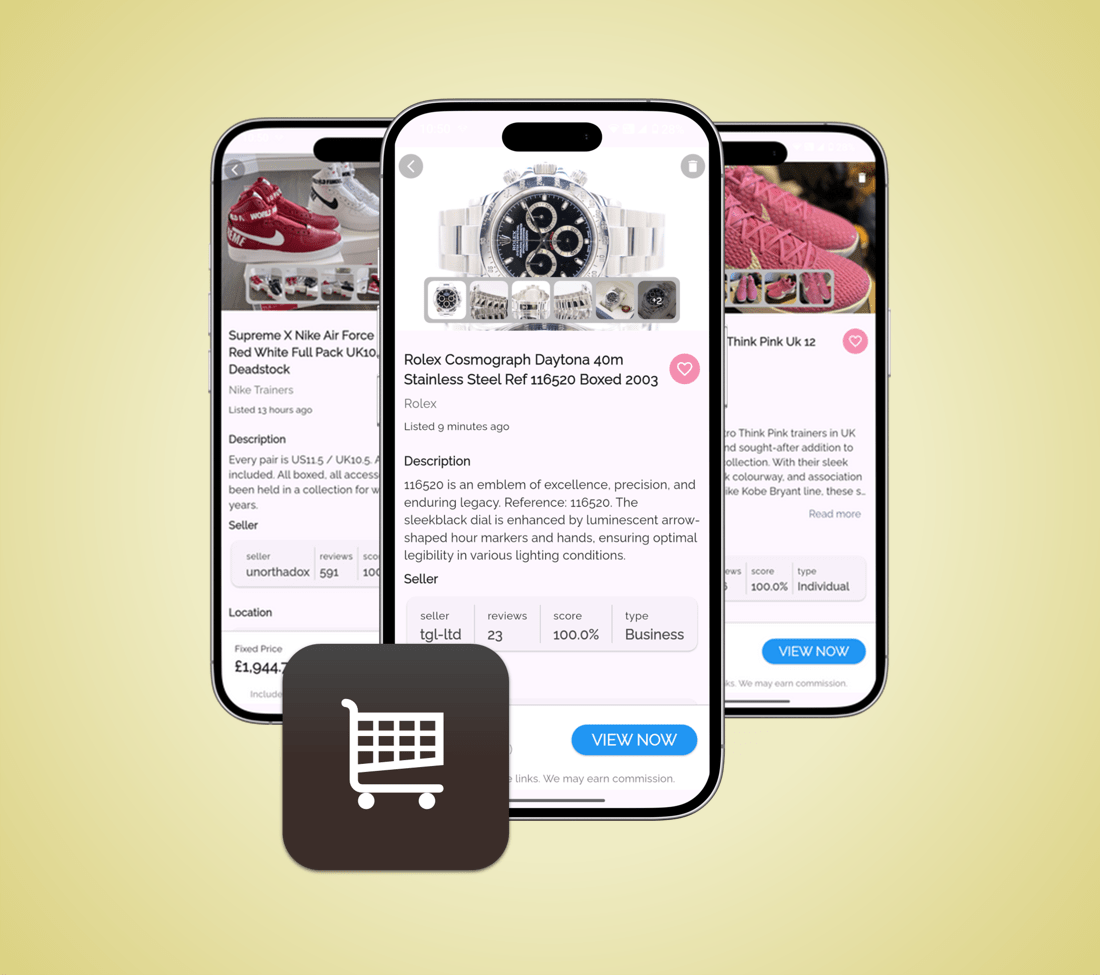 Supreme X Nike Air Force
Red White Full Pack UK10,
Deadstock
Nike Trainers
Listed 13 hours ago
Description
Every pair is US11.5 / UK10.5. A
included. All boxed, all access
been held in a collection for w
years.
Seller
seller reviews sco
unorthadox 591 100
Location
Fixed Price
£1,944.7
Include
+2
Rolex Cosmograph Daytona 40m
Stainless Steel Ref 116520 Boxed 2003
Rolex
Listed 9 minutes ago
Description
116520 is an emblem of excellence, precision, and
enduring legacy. Reference: 116520. The
sleekblack dial is enhanced by luminescent arrow-
shaped hour markers and hands, ensuring optimal
legibility in various lighting conditions.
Seller
seller reviews score type
tgl-ltd 23 100.0% Business
VIEW NOW
e links. We may earn commission.
Think Pink Uk 12
tro Think Pink trainers in UK
nd sought-after addition to
ollection. With their sleek
k colourway, and association
ike Kobe Bryant line, these s...
Read more
ews score type
100.0% Individual
VIEW NOW
ks. We may earn commission.